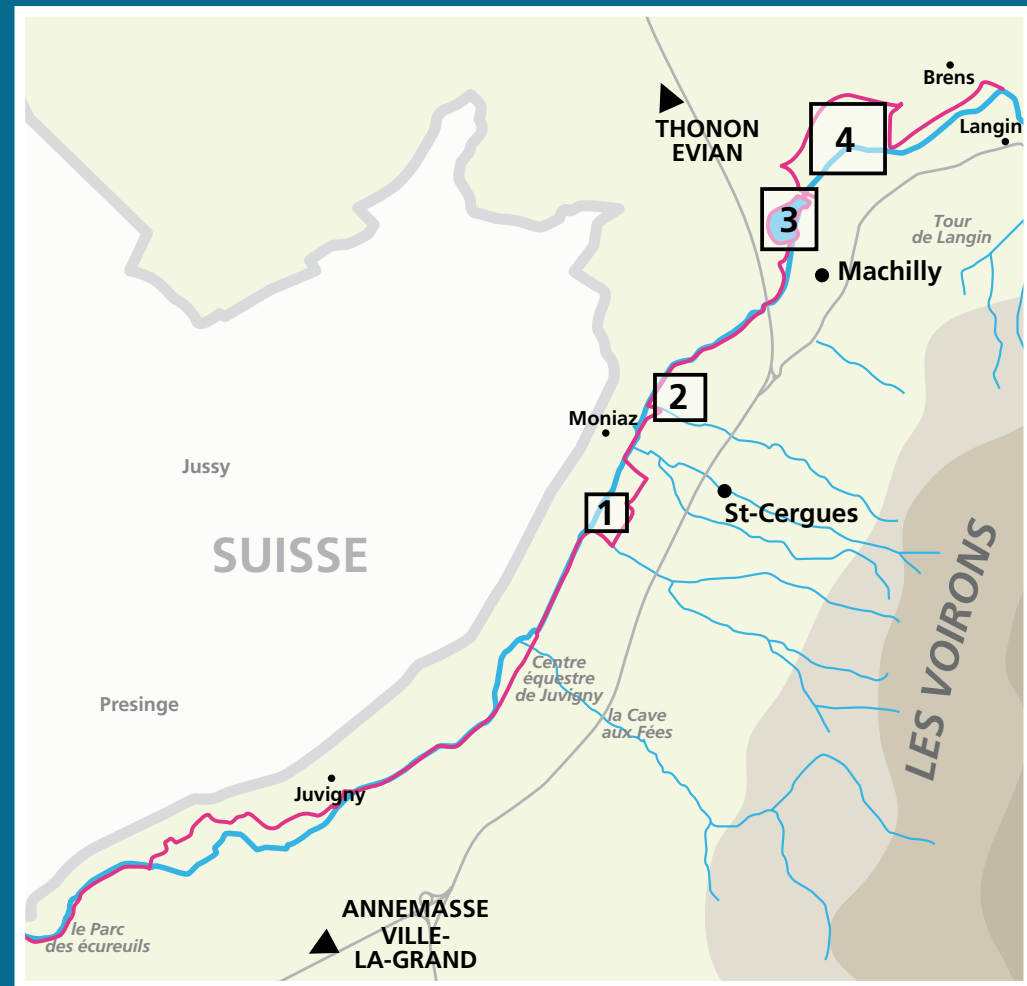 Brens
THONON
EVIAN
Langin
4
3
Tour
de Langin
Machilly
2
Moniaz
Jussy
St-Cergues
1
SUISSE
LES VOIRONS
Centre
équestre
de Juvigny
Presinge
la Cave
aux Fées
Juvigny
ANNEMASSE
VILLE-
LA-GRAND
le Parc
des écureuils